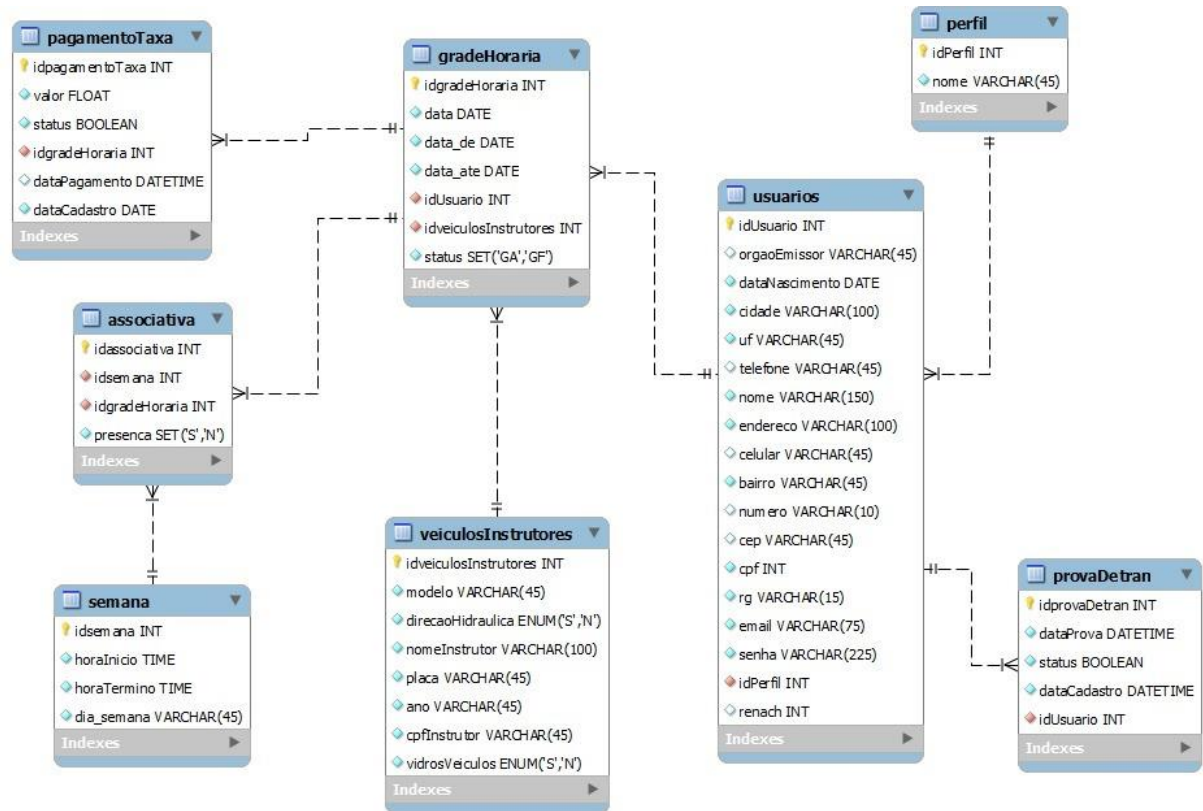 pagamentoTaxa
idpagamentoTaxa INT
valor FLOAT
status BOOLEAN
idgradeHoraria INT
dataPagamento DATETIME
dataCadastro DATE
Indexes
gradeHoraria
idgradeHoraria INT
data DATE
data_de DATE
data_ate DATE
idUsuario INT
idveiculosInstrutores INT
status SET('GA','GF')
Indexes
perfil
idPerfil INT
nome VARCHAR(45)
Indexes
usuarios
idUsuario INT
orgaoEmissor VARCHAR(45)
dataNascimento DATE
cidade VARCHAR(100)
uf VARCHAR(45)
telefone VARCHAR(45)
nome VARCHAR(150)
endereco VARCHAR(100)
celular VARCHAR(45)
bairro VARCHAR(45)
numero VARCHAR(10)
cep VARCHAR(45)
cpf INT
rg VARCHAR(15)
email VARCHAR(75)
senha VARCHAR(225)
idPerfil INT
renach INT
Indexes
associativa
idassociativa INT
idsemana INT
idgradeHoraria INT
presenca SET('S','N')
Indexes
veiculosInstrutores
idveiculosInstrutores INT
modelo VARCHAR(45)
direcaoHidraulica ENUM('S','N')
nomeInstrutor VARCHAR(100)
placa VARCHAR(45)
ano VARCHAR(45)
cpfInstrutor VARCHAR(45)
vidrosVeiculos ENUM('S','N')
Indexes
semana
idsemana INT
horaInicio TIME
horaTermino TIME
dia_semana VARCHAR(45)
Indexes
provaDetran
idprovaDetran INT
dataProva DATETIME
status BOOLEAN
dataCadastro DATETIME
idUsuario INT
Indexes